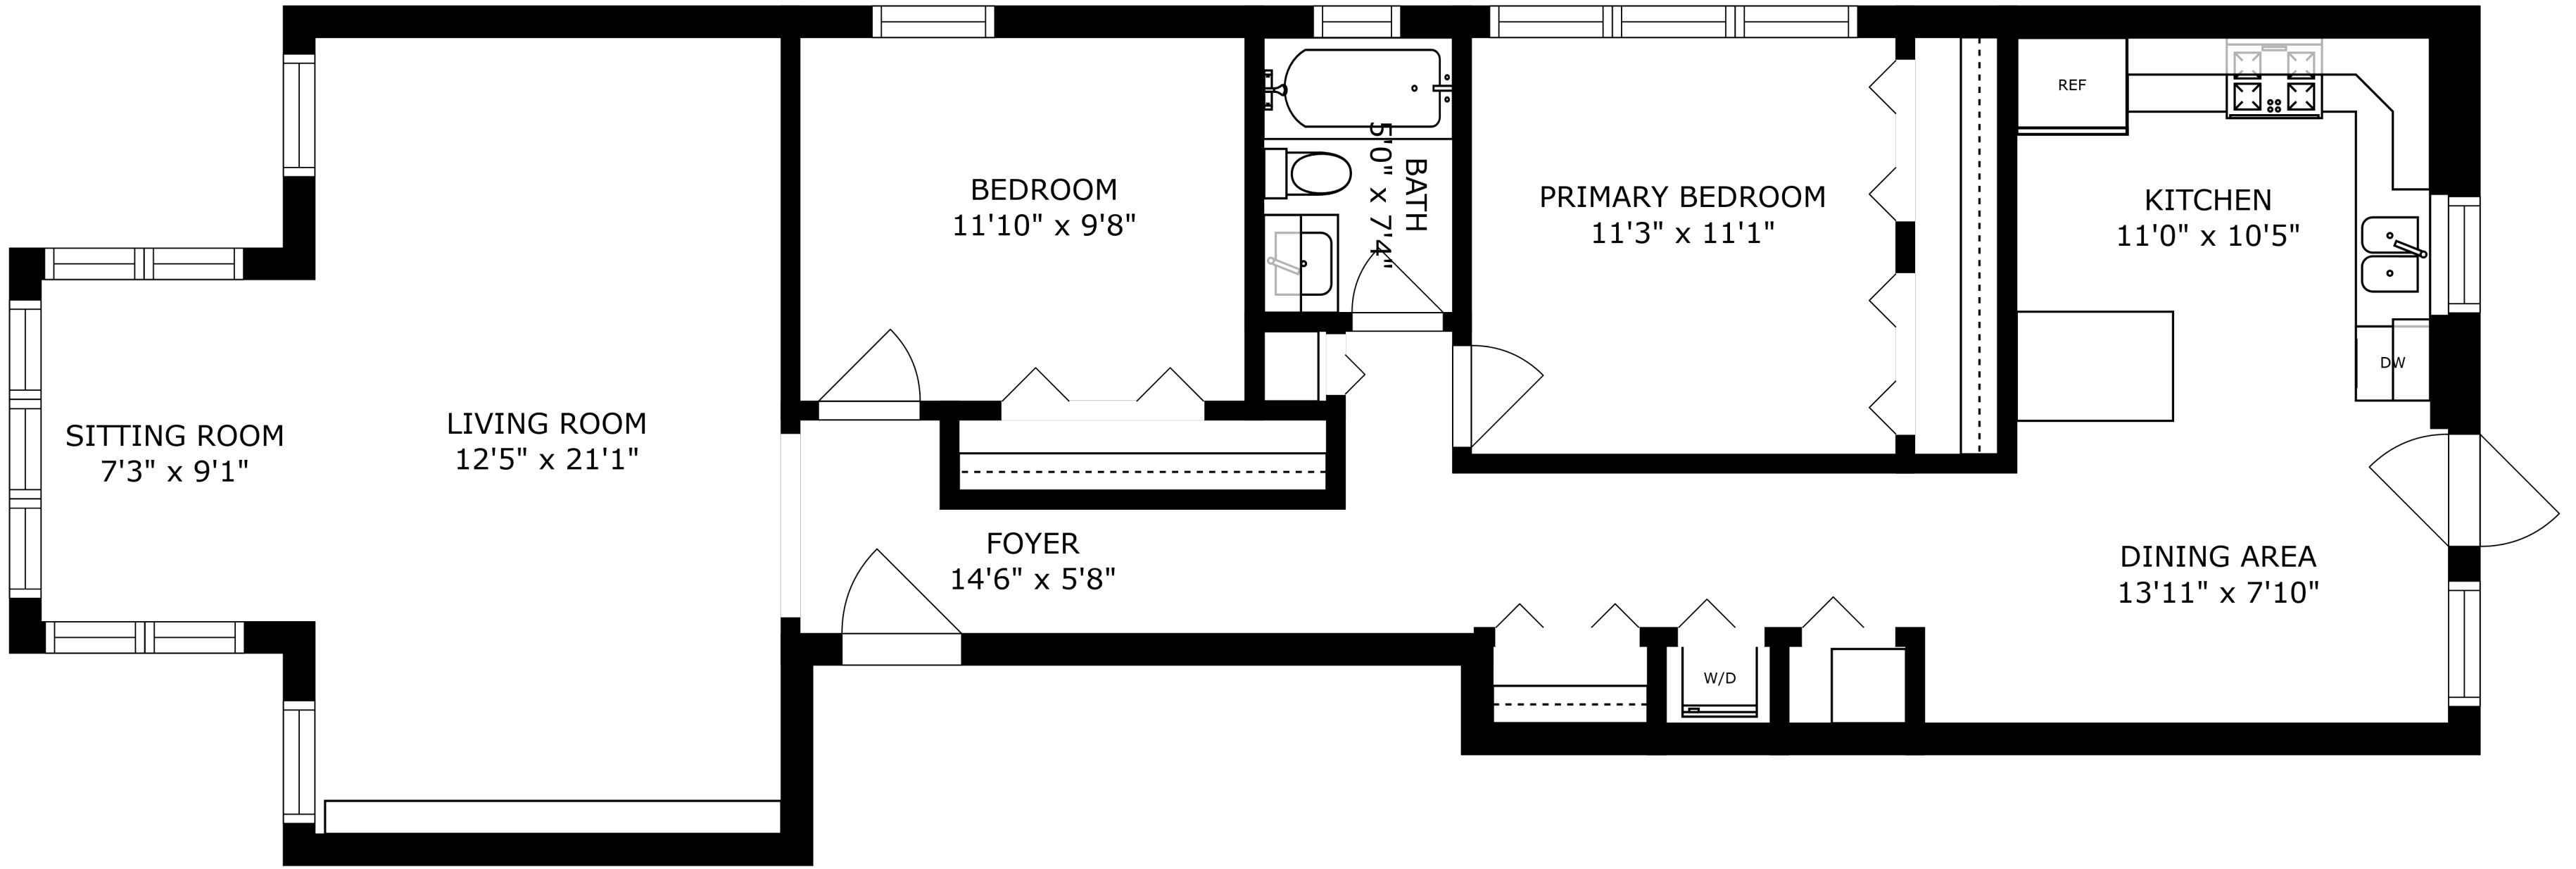 SITTING ROOM
7'3" x 9'1"
LIVING ROOM
12'5" x 21'1"
BEDROOM
11'10" x 9'8"
BATH
5'0" x 7'4"
PRIMARY BEDROOM
11'3" x 11'1"
REF
KITCHEN
11'0" x 10'5"
DW
FOYER
14'6" x 5'8"
DINING AREA
13'11" x 7'10"
W/D